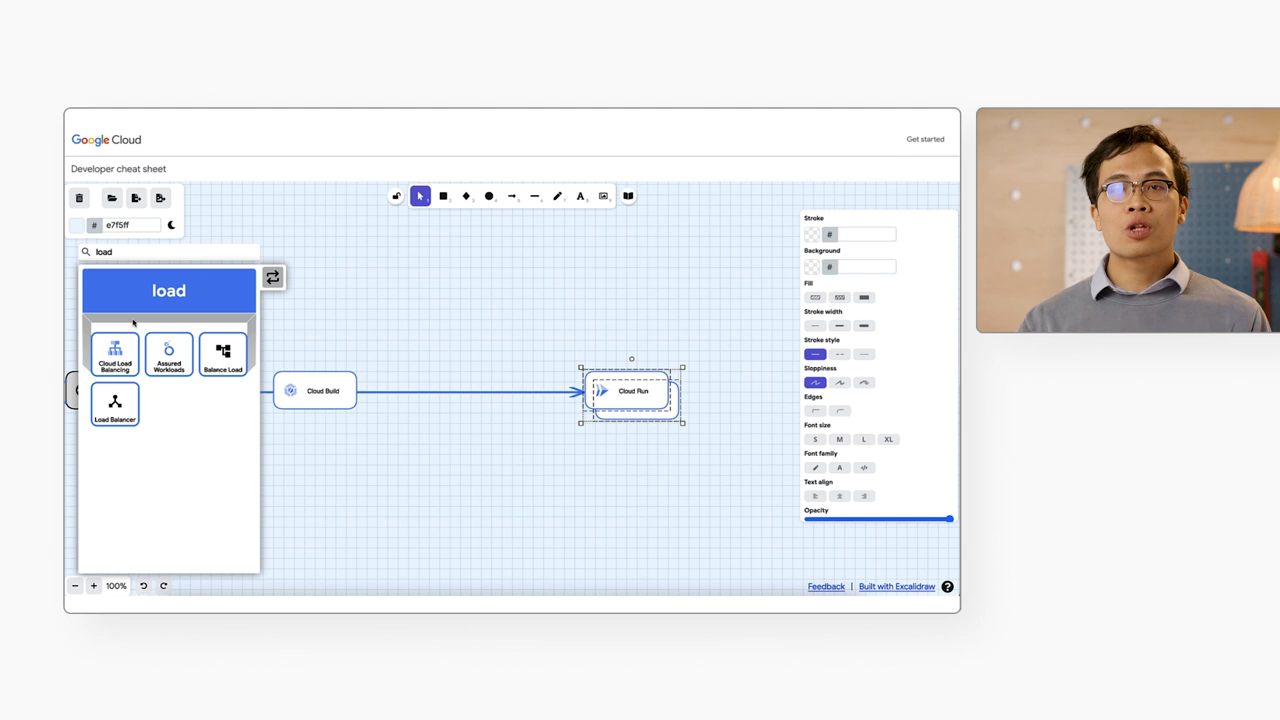 Google Cloud
Get started
Developer cheat sheet
# e7f5ff
load
load
Cloud Load
Balancing
Assured
Workloads
Balance Load
Load Balancer
Cloud Build
Cloud Run
A
Stroke
#
Background
#
Fill
Stroke width
Stroke style
Sloppiness
Edges
Font size
S M L XL
Font family
A </>
Text align
Opacity
100%
Feedback | Built with Excalidraw ?